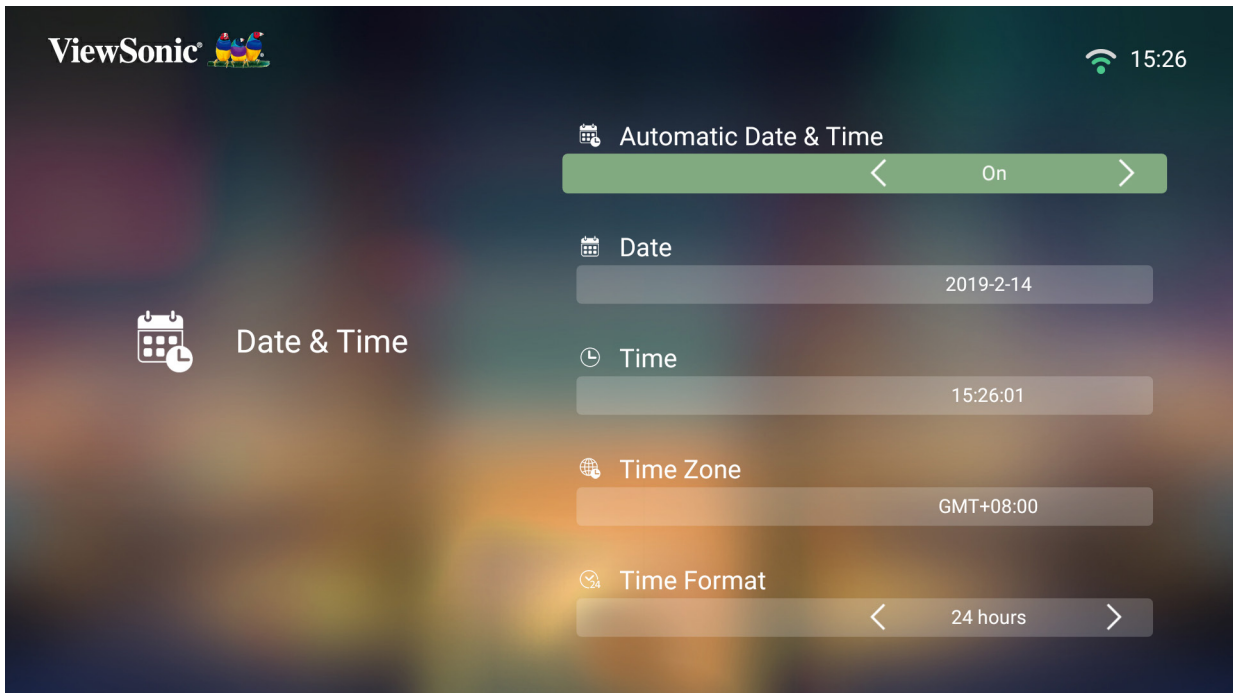 ViewSonic®
15:26
Automatic Date & Time
On
Date
2019-2-14
Date & Time
Time
15:26:01
Time Zone
GMT+08:00
Time Format
24 hours